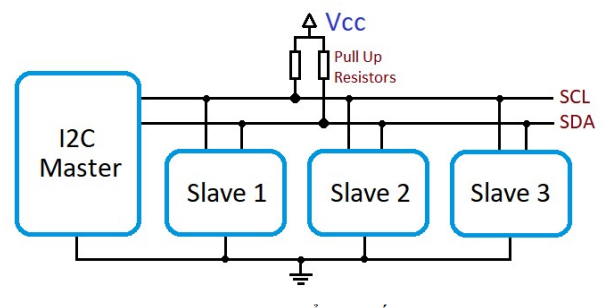 Vcc
Pull Up
Resistors
SCL
SDA
I2C
Master
Slave 1
Slave 2
Slave 3